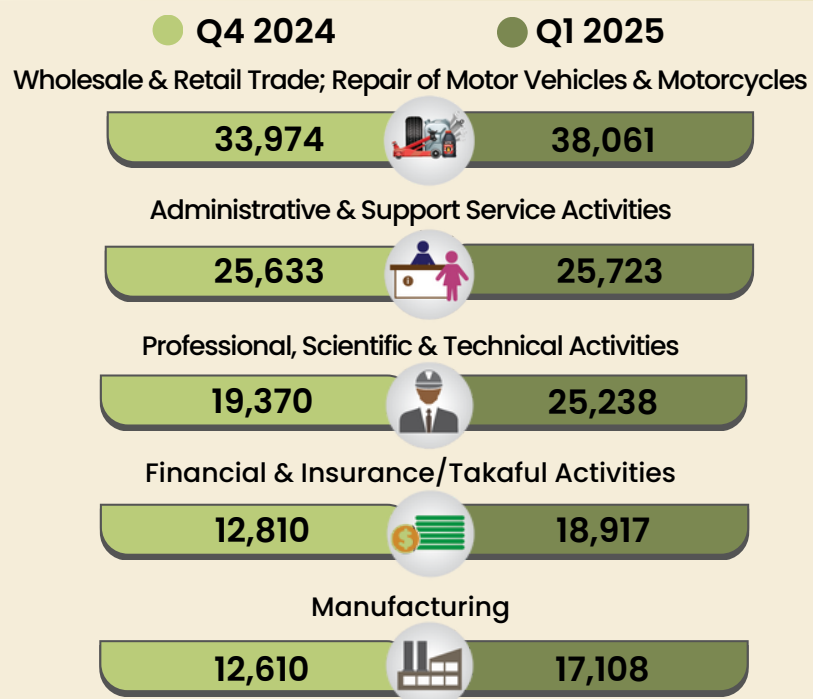 Q4 2024 Q1 2025
Wholesale & Retail Trade; Repair of Motor Vehicles & Motorcycles
33,974 38,061
Administrative & Support Service Activities
25,633 25,723
Professional, Scientific & Technical Activities
19,370 25,238
Financial & Insurance/Takaful Activities
12,810 18,917
Manufacturing
12,610 17,108